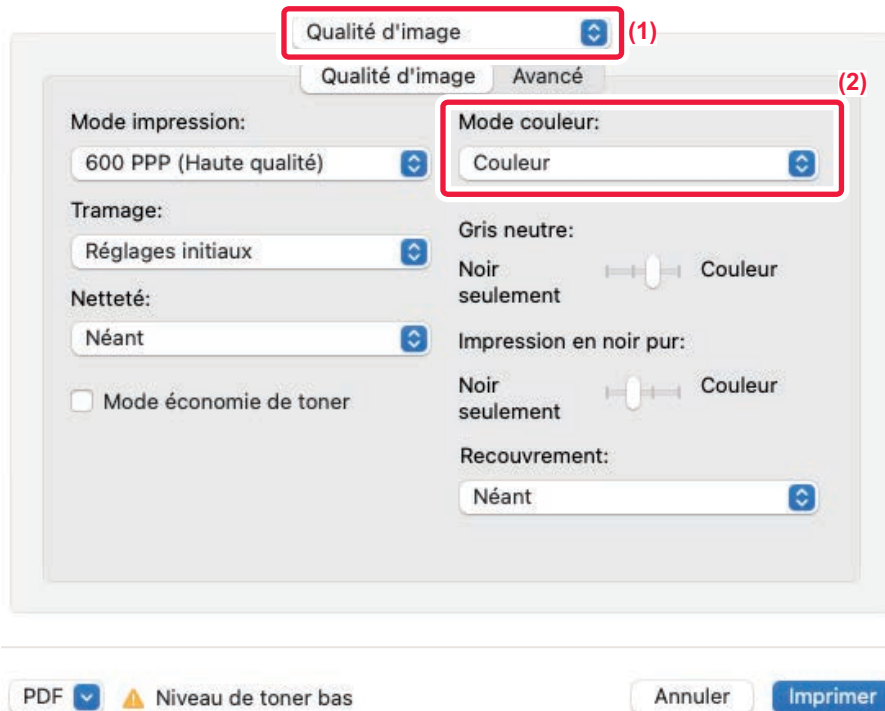 Qualité d'image
(1)
Qualité d'image
Avancé
(2)
Mode impression:
600 PPP (Haute qualité)
Tramage:
Réglages initiaux
Netteté:
Néant
Mode économie de toner
Mode couleur:
Couleur
Gris neutre:
Noir
seulement
Couleur
Impression en noir pur:
Noir
seulement
Couleur
Recouvrement:
Néant
PDF
Niveau de toner bas
Annuler
Imprimer